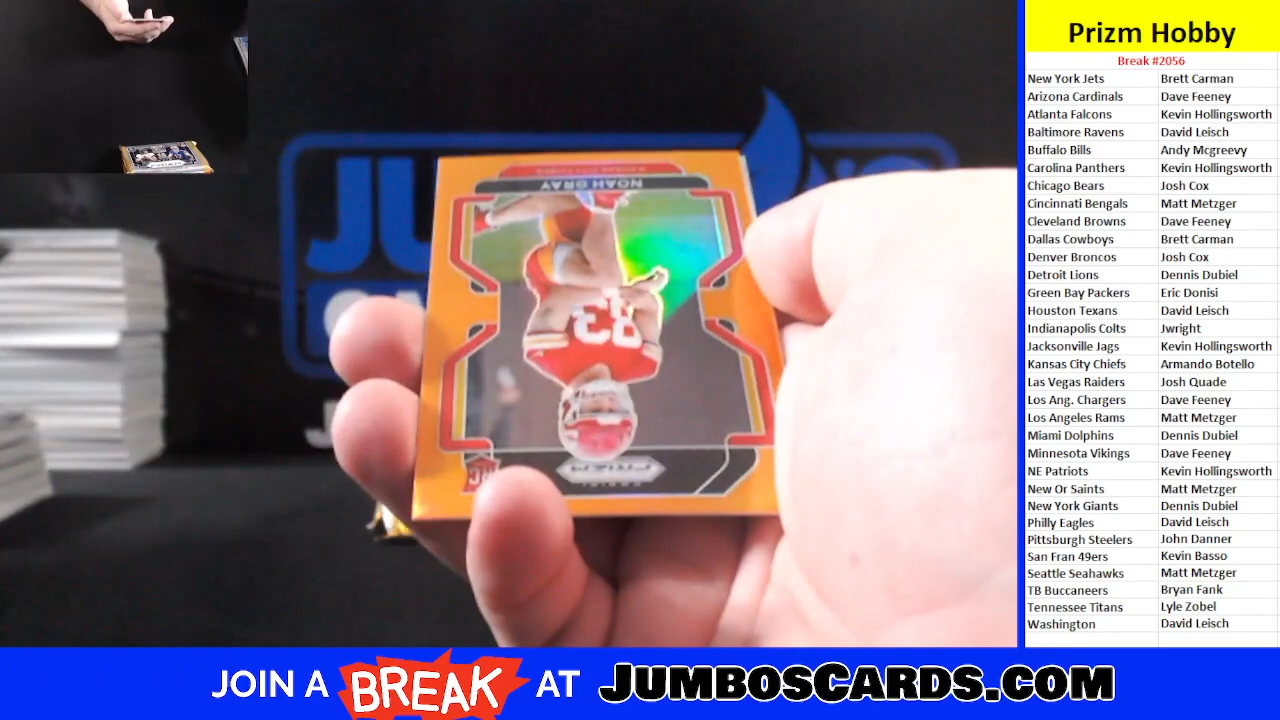 Prizm Hobby
Break #2056
New York Jets Brett Carman
Arizona Cardinals Dave Feeney
Atlanta Falcons Kevin Hollingsworth
Baltimore Ravens David Leisch
Buffalo Bills Andy Mcgreevy
Carolina Panthers Kevin Hollingsworth
Chicago Bears Josh Cox
Cincinnati Bengals Matt Metzger
Cleveland Browns Dave Feeney
Dallas Cowboys Brett Carman
Denver Broncos Josh Cox
Detroit Lions Dennis Dubiel
Green Bay Packers Eric Donisi
Houston Texans David Leisch
Indianapolis Colts Jwright
Jacksonville Jags Kevin Hollingsworth
Kansas City Chiefs Armando Botello
Las Vegas Raiders Josh Quade
Los Ang. Chargers Dave Feeney
Los Angeles Rams Matt Metzger
Miami Dolphins Dennis Dubiel
Minnesota Vikings Dave Feeney
NE Patriots Kevin Hollingsworth
New Or Saints Matt Metzger
New York Giants Dennis Dubiel
Philly Eagles David Leisch
Pittsburgh Steelers John Danner
San Fran 49ers Kevin Basso
Seattle Seahawks Matt Metzger
TB Buccaneers Bryan Fank
Tennessee Titans Lyle Zobel
Washington David Leisch
NOAH GRAY
83
PANINI
PRIZM
RC
JOIN A BREAK AT JUMBOSCARDS.COM